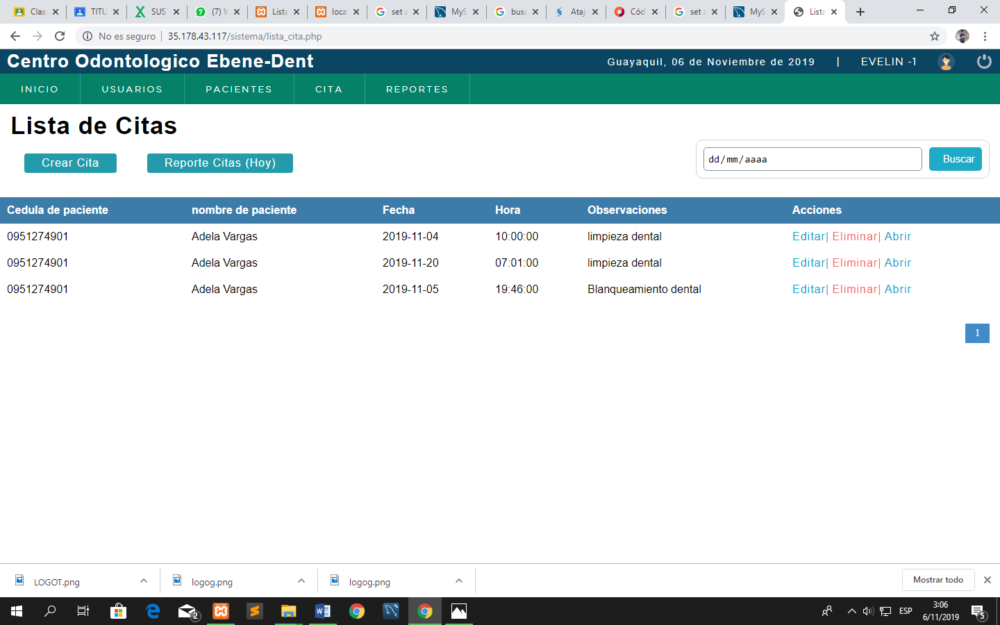 Clas
TITU
SUS
(7) W
Lista
loca
set a
MyS
bus
Ataj
Cód
set a
MyS
Lista
No es seguro
35.178.43.117/sistema/lista_cita.php
Centro Odontologico Ebene-Dent
Guayaquil, 06 de Noviembre de 2019
|
EVELIN -1
INICIO
USUARIOS
PACIENTES
CITA
REPORTES
Lista de Citas
Crear Cita
Reporte Citas (Hoy)
dd/mm/aaaa
Buscar
Cedula de paciente nombre de paciente Fecha Hora Observaciones Acciones
0951274901 Adela Vargas 2019-11-04 10:00:00 limpieza dental Editar| Eliminar| Abrir
0951274901 Adela Vargas 2019-11-20 07:01:00 limpieza dental Editar| Eliminar| Abrir
0951274901 Adela Vargas 2019-11-05 19:46:00 Blanqueamiento dental Editar| Eliminar| Abrir
1
LOGOT.png
logog.png
logog.png
Mostrar todo
2
ESP
3:06
6/11/2019
5